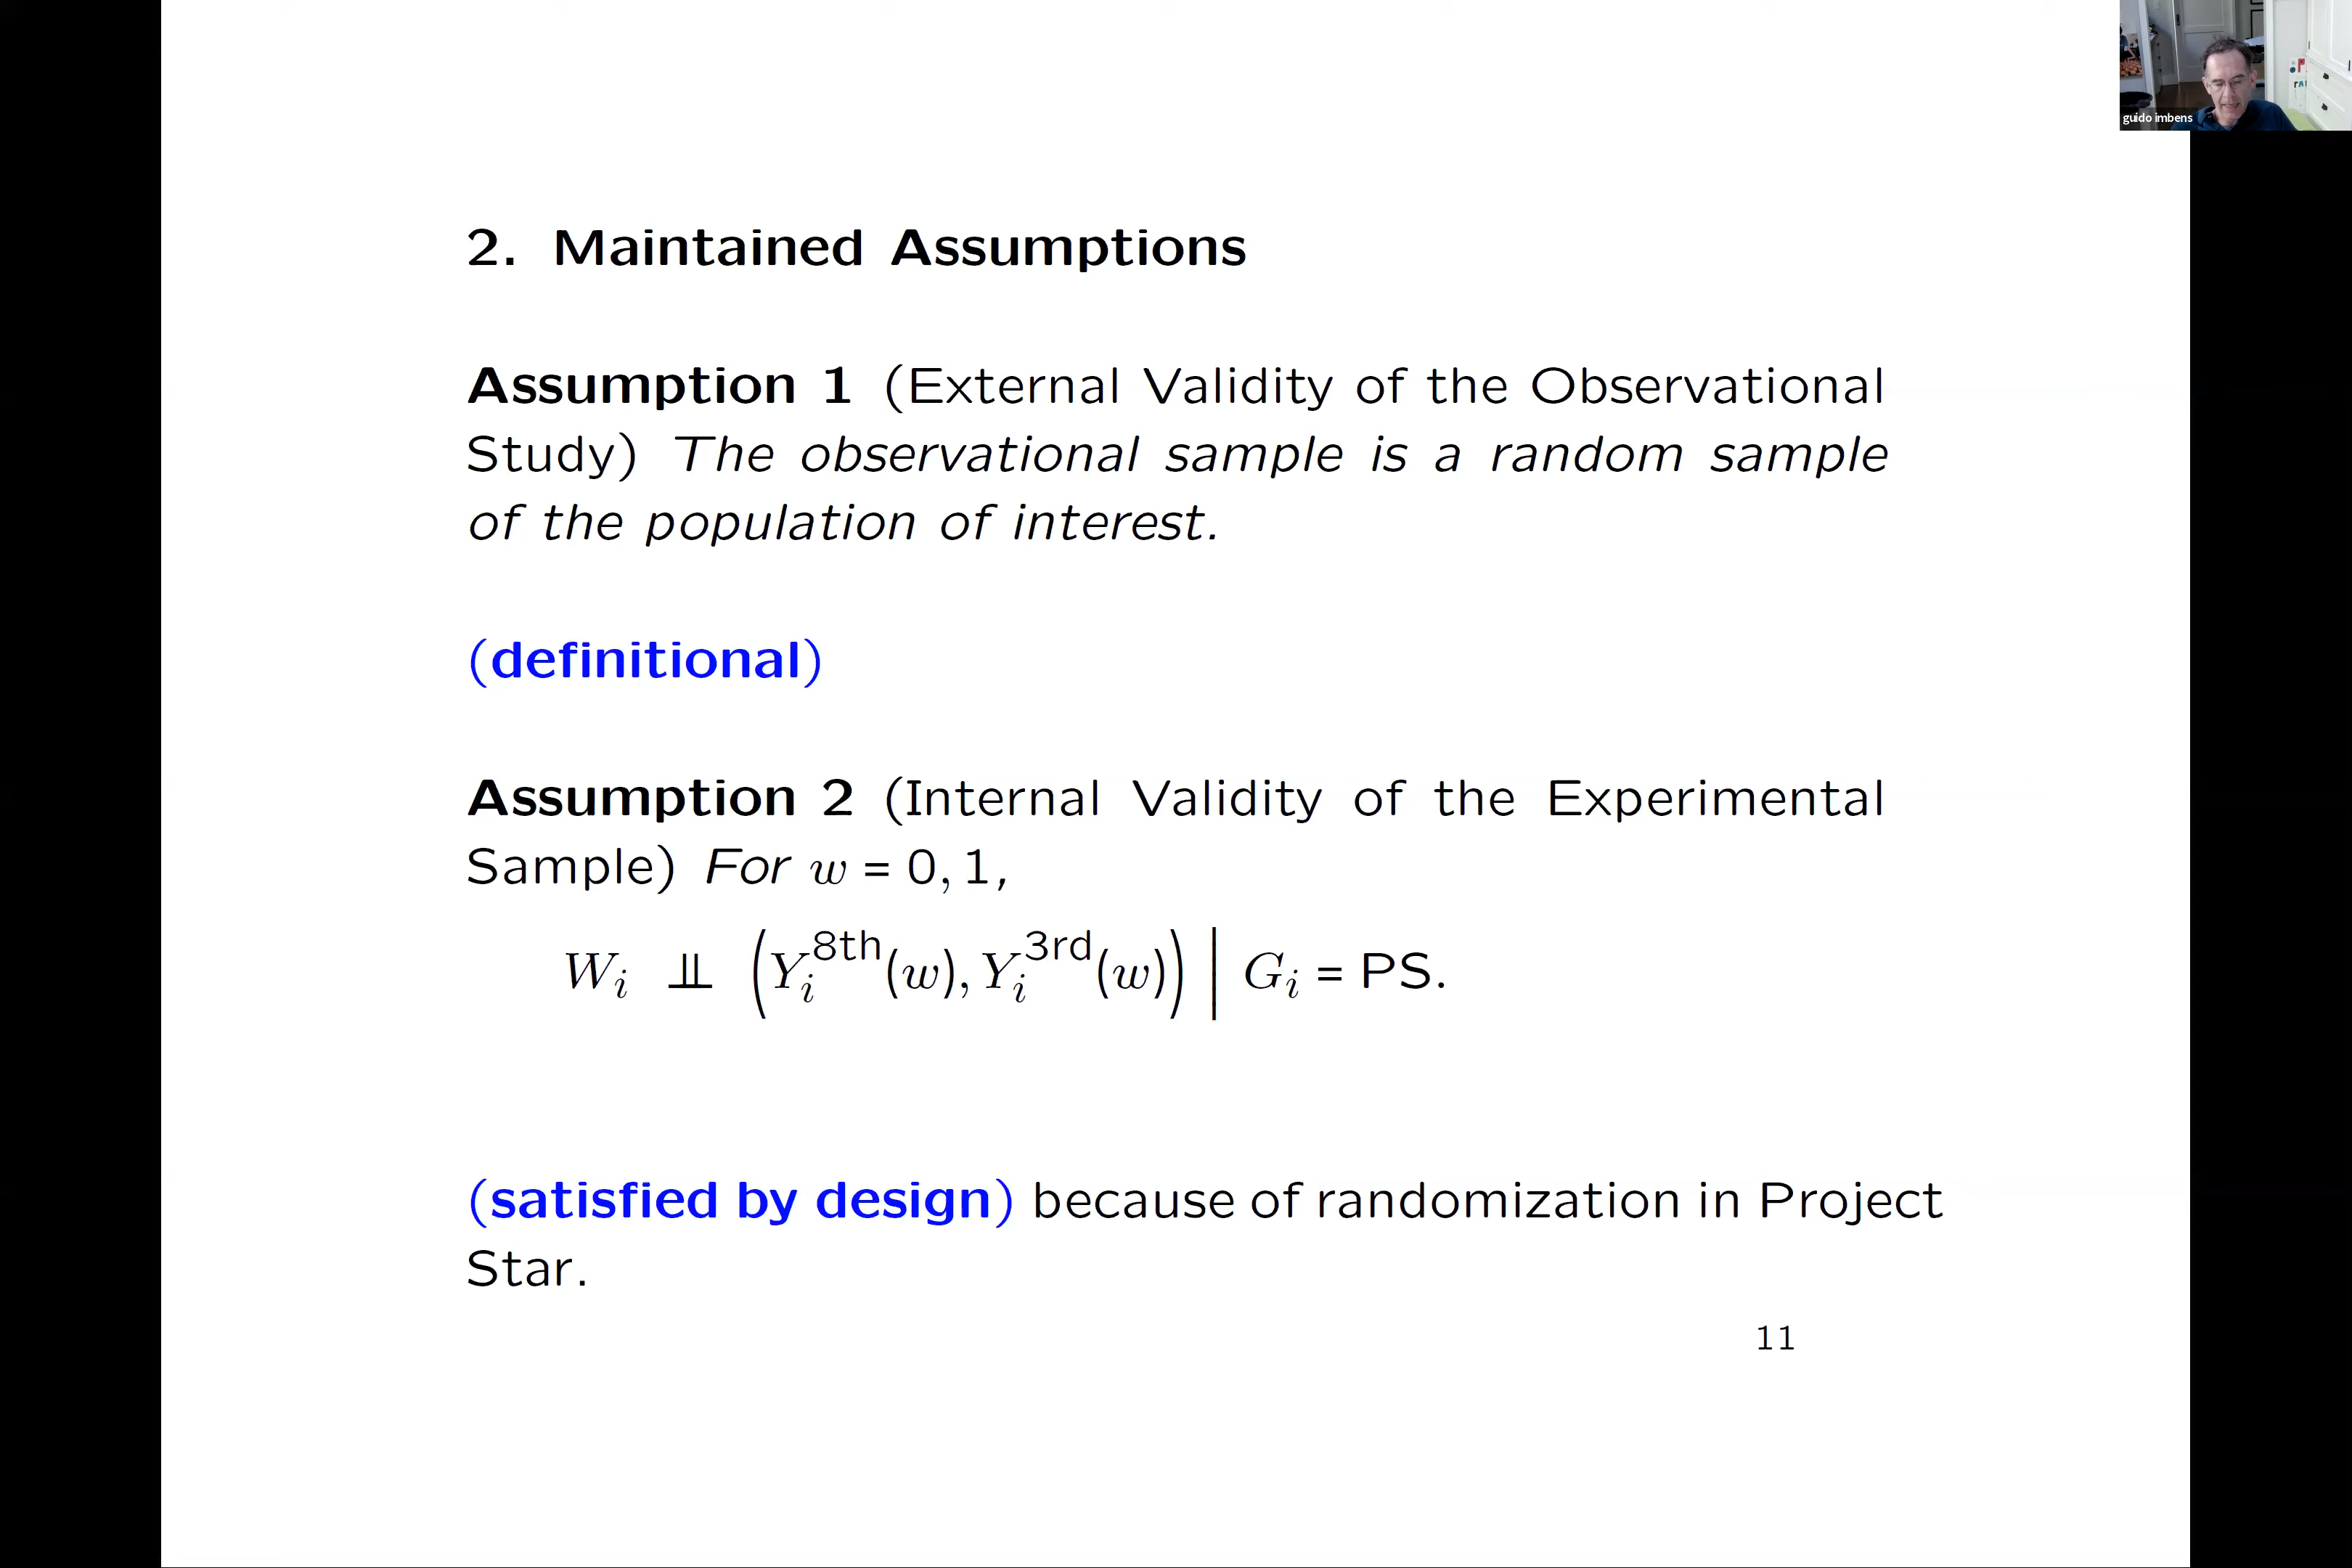 guido imbens
2. Maintained Assumptions
Assumption 1 (External Validity of the Observational
Study) The observational sample is a random sample
of the population of interest.
(definitional)
Assumption 2 (Internal Validity of the Experimental
Sample) For w = 0, 1,
W_i ⫫ (Y_i^{8th}(w), Y_i^{3rd}(w)) | G_i = PS.
(satisfied by design) because of randomization in Project
Star.
11